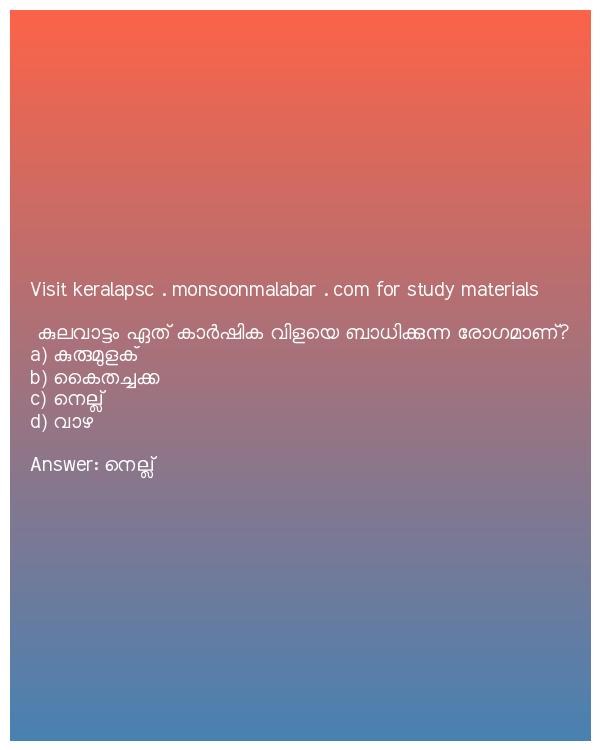 Visit keralapsc . monsoonmalabar . com for study materials
കുലവാട്ടം ഏത് കാർഷിക വിളയെ ബാധിക്കുന്ന രോഗമാണ്?
a) കുരുമുളക്
b) കൈതച്ചക്ക
c) നെല്ല്
d) വാഴ
Answer: നെല്ല്